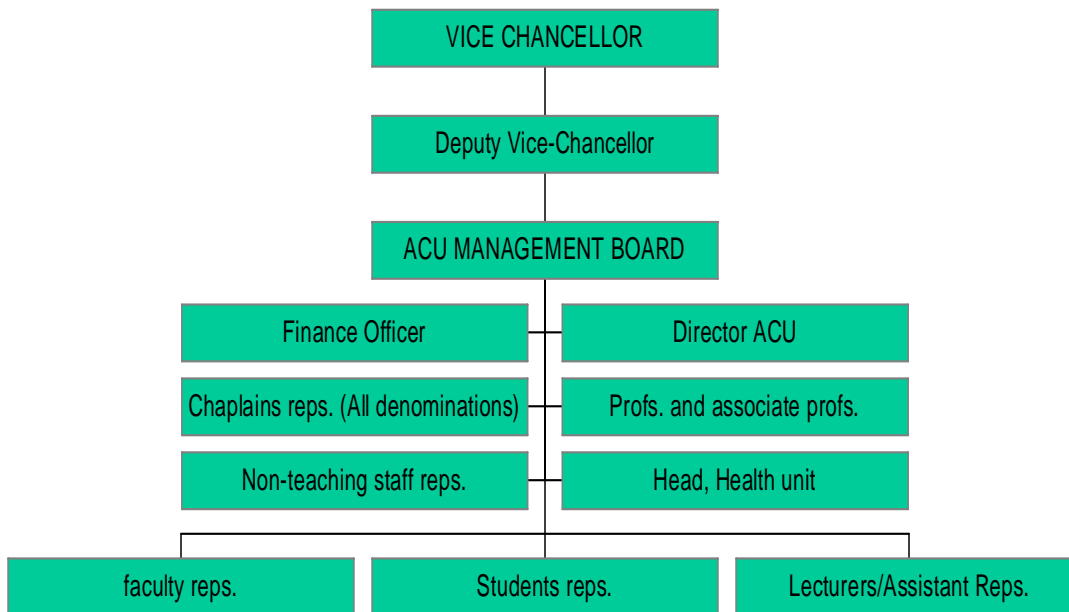 VICE CHANCELLOR
Deputy Vice-Chancellor
ACU MANAGEMENT BOARD
Finance Officer
Director ACU
Chaplains reps. (All denominations)
Profs. and associate profs.
Non-teaching staff reps.
Head, Health unit
faculty reps.
Students reps.
Lecturers/Assistant Reps.